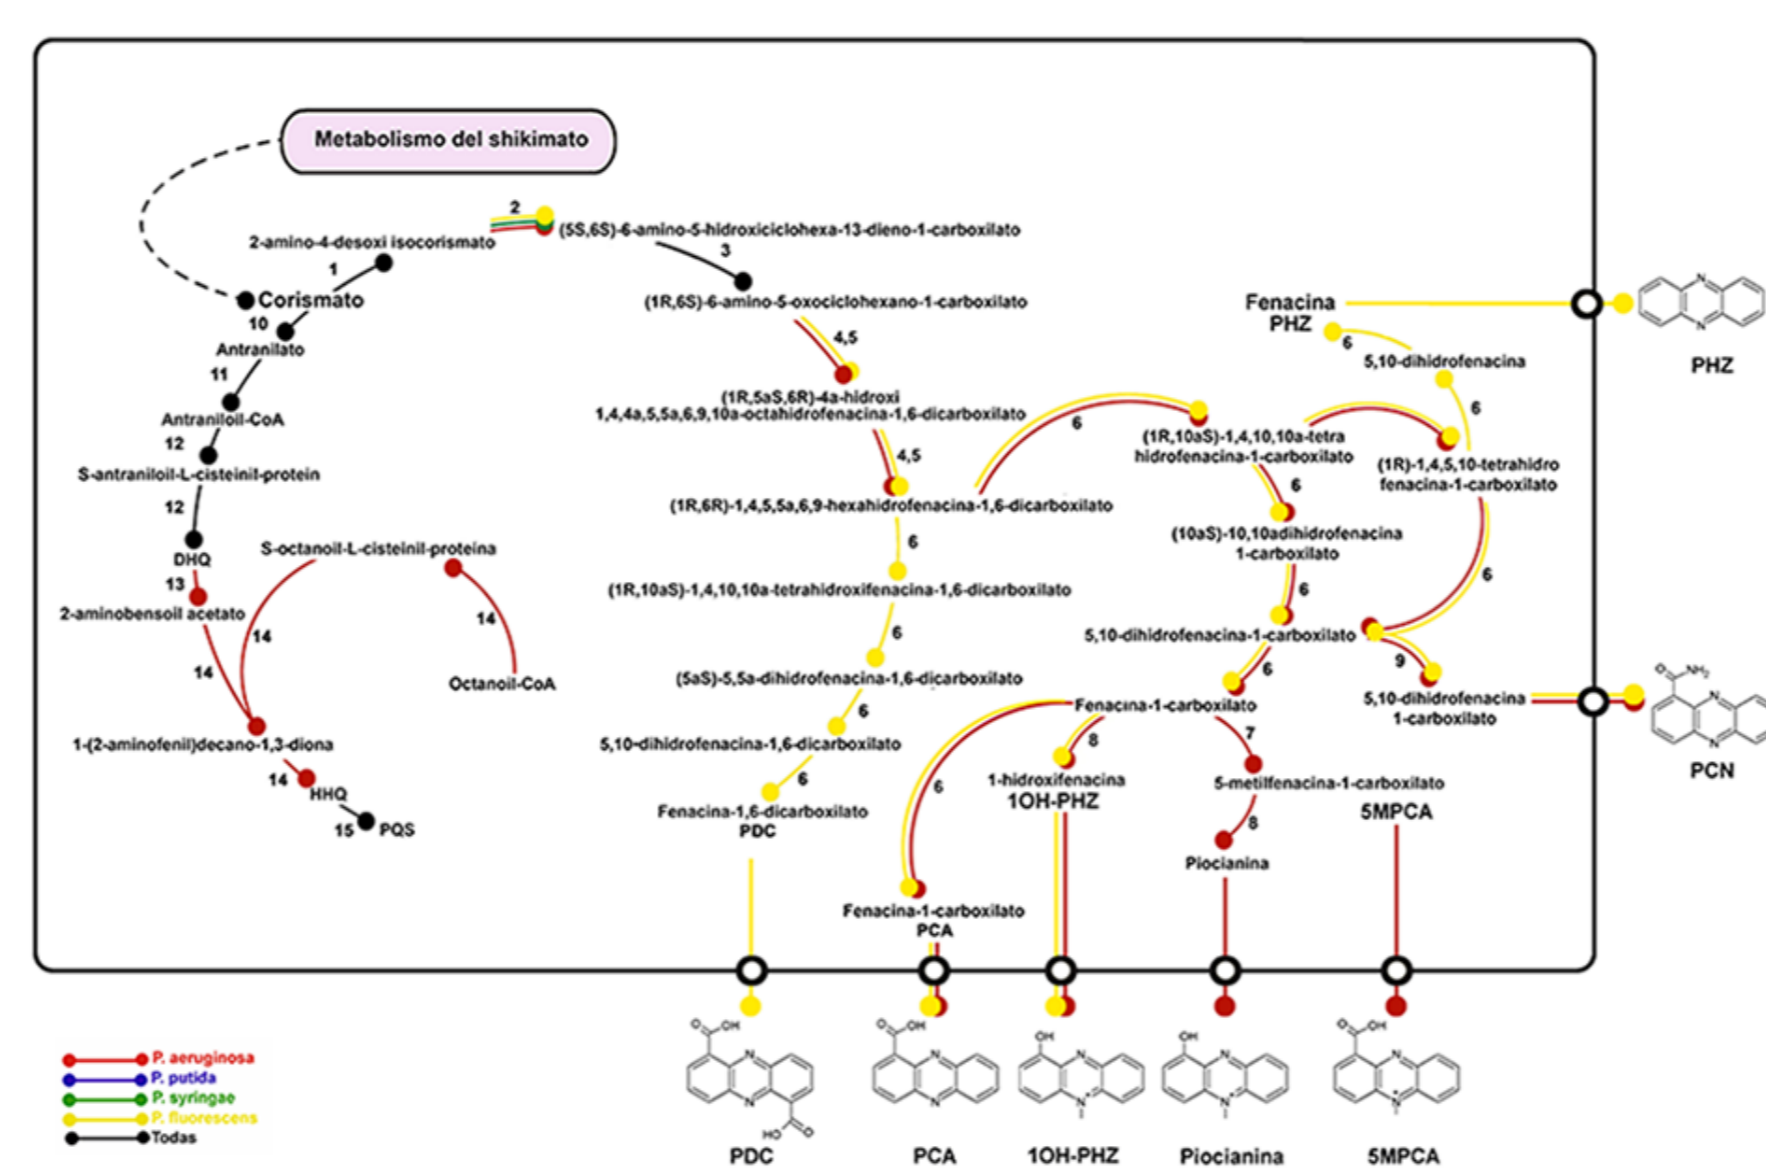 Metabolismo del shikimato
2
2-amino-4-desoxi isocorismato
(5S,6S)-6-amino-5-hidroxiciclohexa-13-dieno-1-carboxilato
1
3
Corismato
(1R,6S)-6-amino-5-oxociclohexano-1-carboxilato
10
Antranilato
4,5
11
Antraniloil-CoA
(1R,5aS,6R)-4a-hidroxi
1,4,4a,5,5a,6,9,10a-octahidrofenacina-1,6-dicarboxilato
12
S-antraniloil-L-cisteinil-protein
4,5
12
(1R,6R)-1,4,5,5a,6,9-hexahidrofenacina-1,6-dicarboxilato
DHQ
13
2-aminobensoil acetato
S-octanoil-L-cisteinil-proteina
14
14
14
Octanoil-CoA
1-(2-aminofenil)decano-1,3-diona
14
HHQ
15
PQS
6
(1R,10aS)-1,4,10,10a-tetrahidroxifenacina-1,6-dicarboxilato
6
(5aS)-5,5a-dihidrofenacina-1,6-dicarboxilato
6
5,10-dihidrofenacina-1,6-dicarboxilato
6
Fenacina-1,6-dicarboxilato
PDC
6
(1R,10aS)-1,4,10,10a-tetra
hidrofenacina-1-carboxilato
6
(10aS)-10,10adihidrofenacina
1-carboxilato
6
5,10-dihidrofenacina-1-carboxilato
6
Fenacina-1-carboxilato
6
Fenacina-1-carboxilato
PCA
8
1-hidroxifenacina
1OH-PHZ
7
5-metilfenacina-1-carboxilato
5MPCA
8
Piocianina
Fenacina
PHZ
6
5,10-dihidrofenacina
6
(1R)-1,4,5,10-tetrahidro
fenacina-1-carboxilato
6
9
5,10-dihidrofenacina
1-carboxilato
N
N
PHZ
O
NH₂
N
N
PCN
O
OH
N
N
HO
O
PDC
O
OH
N
N
PCA
OH
N
N+
1OH-PHZ
OH
N
N+
Piocianina
O
OH
N
N+
5MPCA
P. aeruginosa
P. putida
P. syringae
P. fluorescens
Todas